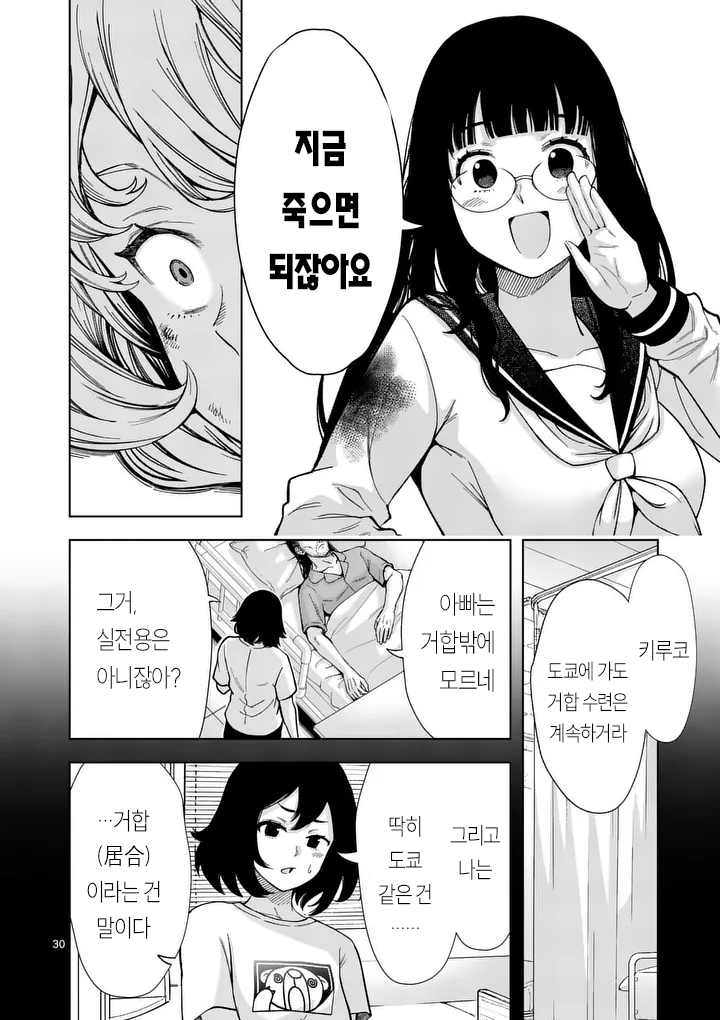 지금
죽으면
되잖아요
키루코
도쿄에 가도
거합 수련은
계속하거라
아빠는
거합밖에
모르네
그거,
실전용은
아니잖아?
그리고
나는
딱히
도쿄
같은 건
……
…거합
(居合)
이라는 건
말이다
30